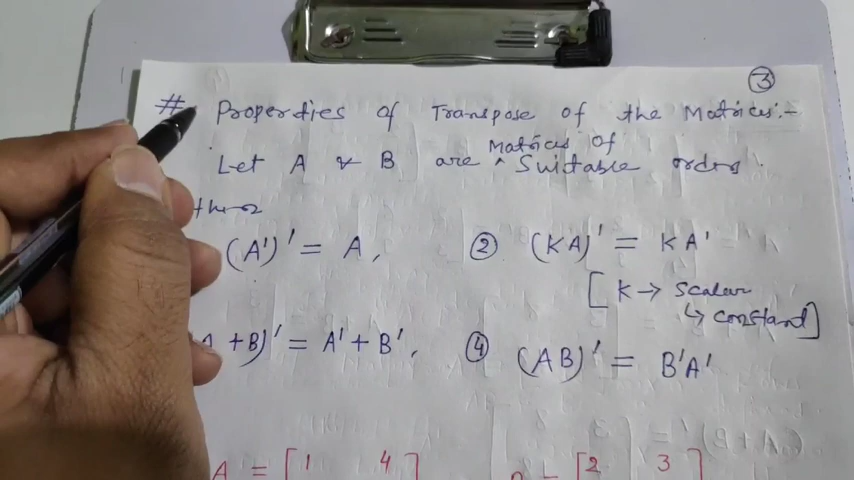 ③
# Properties of Transpose of the Matrices:-
Matrices of
Let A & B are ^ Suitable orders.
then
(A')' = A, ② (KA)' = KA'
[K → Scalar
↳ constant]
A + B)' = A' + B', ④ (AB)' = B'A'
A = [1 4] = [2 3]